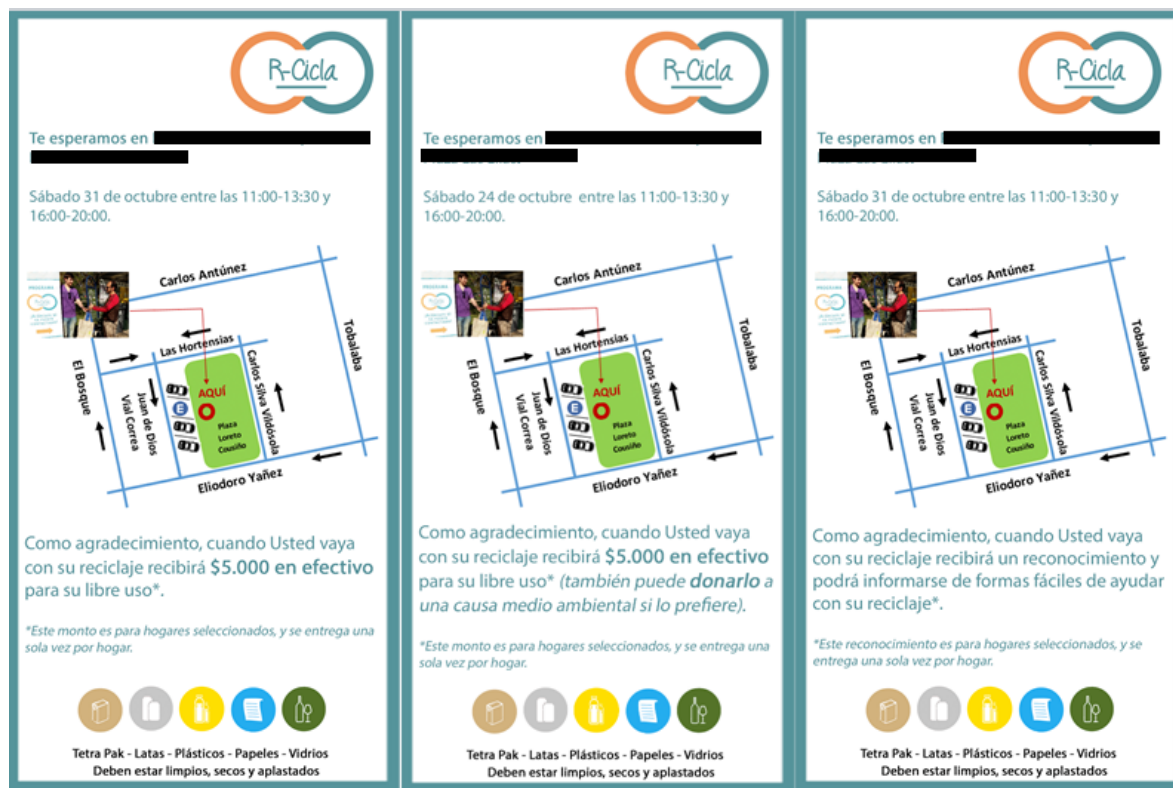 R-Cicla
Te esperamos en
Sábado 31 de octubre entre las 11:00-13:30 y
16:00-20:00.
Carlos Antúnez
Tobalaba
Las Hortensias
El Bosque
Juan de Dios
Vial Correa
Carlos Silva Vildósola
AQUÍ
E
Plaza
Loreto
Cousiño
Eliodoro Yañez
Como agradecimiento, cuando Usted vaya
con su reciclaje recibirá $5.000 en efectivo
para su libre uso*.
*Este monto es para hogares seleccionados, y se entrega una
sola vez por hogar.
Tetra Pak - Latas - Plásticos - Papeles - Vidrios
Deben estar limpios, secos y aplastados
R-Cicla
Te esperamos en
Sábado 24 de octubre entre las 11:00-13:30 y
16:00-20:00.
Carlos Antúnez
Tobalaba
Las Hortensias
El Bosque
Juan de Dios
Vial Correa
Carlos Silva Vildósola
AQUÍ
E
Plaza
Loreto
Cousiño
Eliodoro Yañez
Como agradecimiento, cuando Usted vaya
con su reciclaje recibirá $5.000 en efectivo
para su libre uso* (también puede donarlo a
una causa medio ambiental si lo prefiere).
*Este monto es para hogares seleccionados, y se entrega una
sola vez por hogar.
Tetra Pak - Latas - Plásticos - Papeles - Vidrios
Deben estar limpios, secos y aplastados
R-Cicla
Te esperamos en
Sábado 31 de octubre entre las 11:00-13:30 y
16:00-20:00.
Carlos Antúnez
Tobalaba
Las Hortensias
El Bosque
Juan de Dios
Vial Correa
Carlos Silva Vildósola
AQUÍ
E
Plaza
Loreto
Cousiño
Eliodoro Yañez
Como agradecimiento, cuando Usted vaya
con su reciclaje recibirá un reconocimiento y
podrá informarse de formas fáciles de ayudar
con su reciclaje*.
*Este reconocimiento es para hogares seleccionados, y se
entrega una sola vez por hogar.
Tetra Pak - Latas - Plásticos - Papeles - Vidrios
Deben estar limpios, secos y aplastados